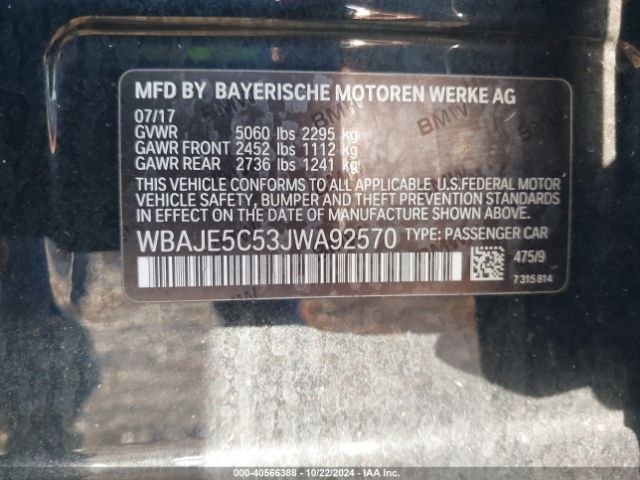 MFD BY BAYERISCHE MOTOREN WERKE AG
07/17
GVWR 5060 lbs 2295 kg
GAWR FRONT 2452 lbs 1112 kg
GAWR REAR 2736 lbs 1241 kg
THIS VEHICLE CONFORMS TO ALL APPLICABLE U.S.FEDERAL MOTOR
VEHICLE SAFETY, BUMPER AND THEFT PREVENTION STANDARDS
IN EFFECT ON THE DATE OF MANUFACTURE SHOWN ABOVE.
WBAJE5C53JWA92570 TYPE: PASSENGER CAR
475/9
7 315 814
000-40566388 - 10/22/2024 - IAA Inc.